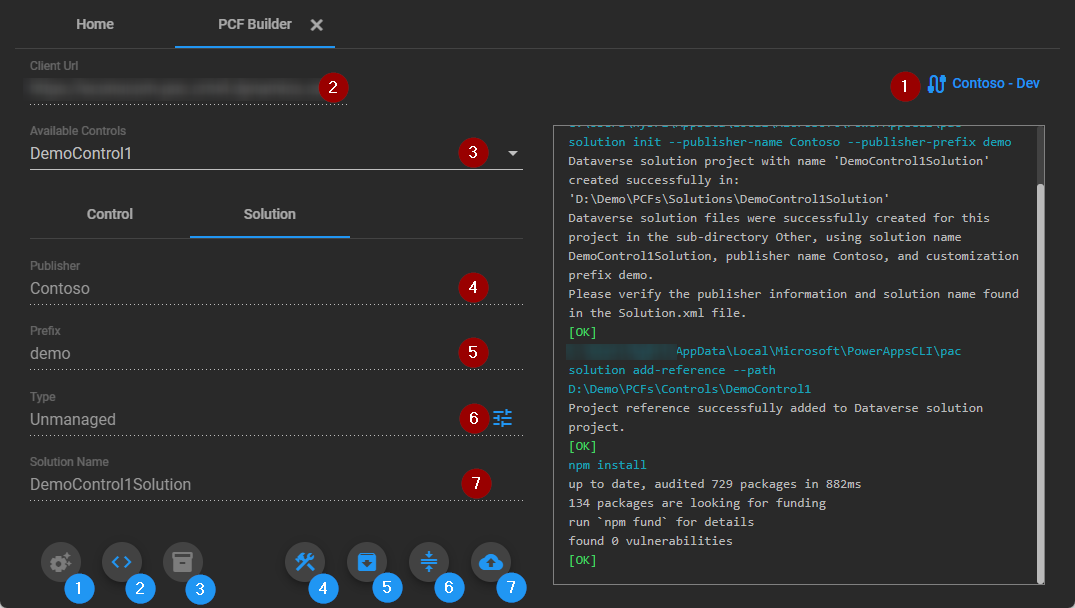 Home
PCF Builder
Client Url
2
1
Contoso - Dev
Available Controls
DemoControl1
3
Control
Solution
Publisher
Contoso
4
Prefix
demo
5
Type
Unmanaged
6
Solution Name
DemoControl1Solution
7
1
2
3
4
5
6
7
solution init --publisher-name Contoso --publisher-prefix demo
Dataverse solution project with name 'DemoControl1Solution'
created successfully in:
'D:\Demo\PCFs\Solutions\DemoControl1Solution'
Dataverse solution files were successfully created for this
project in the sub-directory Other, using solution name
DemoControl1Solution, publisher name Contoso, and customization
prefix demo.
Please verify the publisher information and solution name found
in the Solution.xml file.
[OK]
AppData\Local\Microsoft\PowerAppsCLI\pac
solution add-reference --path
D:\Demo\PCFs\Controls\DemoControl1
Project reference successfully added to Dataverse solution
project.
[OK]
npm install
up to date, audited 729 packages in 882ms
134 packages are looking for funding
run `npm fund` for details
found 0 vulnerabilities
[OK]